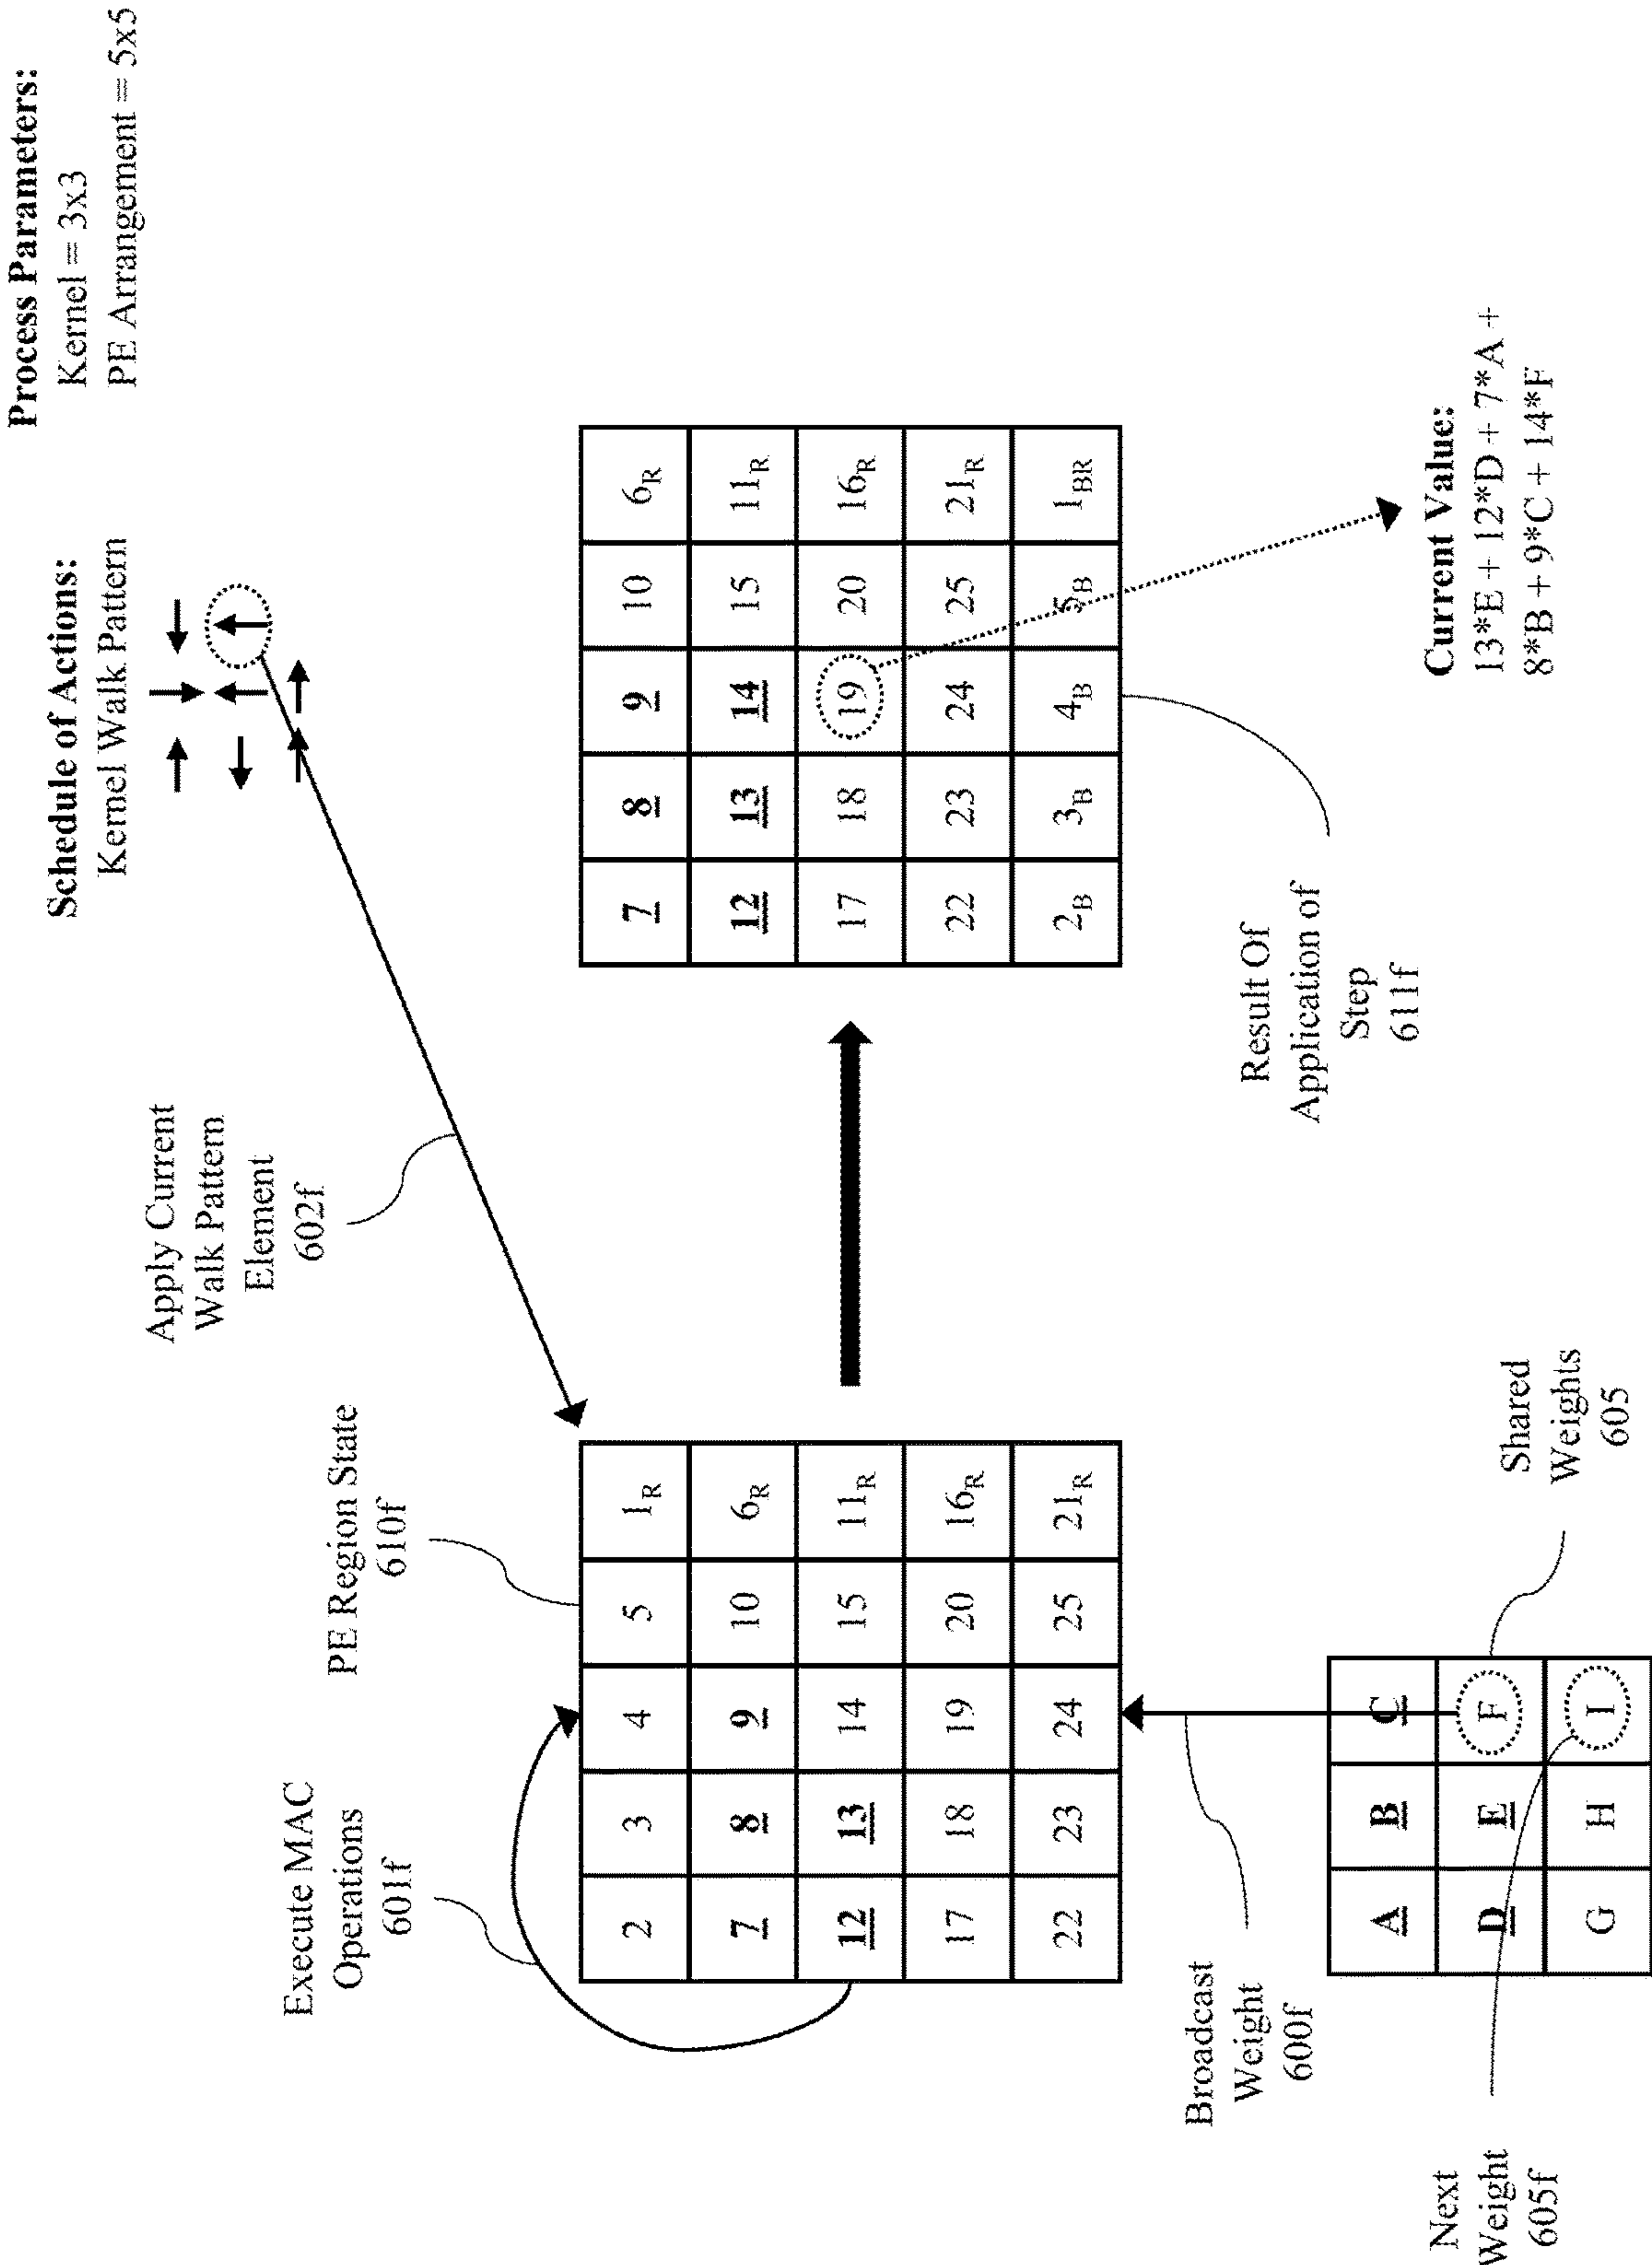 Process Parameters:
Kernel = 3x3
PE Arrangement = 5x5
Schedule of Actions:
Kernel Walk Pattern
Apply Current
Walk Pattern
Element
602f
Execute MAC
Operations
601f
PE Region State
610f
2 3 4 5 1R
7 8 9 10 6R
12 13 14 15 11R
17 18 19 20 16R
22 23 24 25 21R
7 8 9 10 6R
12 13 14 15 11R
17 18 19 20 16R
22 23 24 25 21R
2B 3B 4B 5B 1BR
Broadcast
Weight
600f
Next
Weight
605f
A B C
D E F
G H I
Shared
Weights
605
Result Of
Application of
Step
611f
Current Value:
13*E + 12*D + 7*A +
8*B + 9*C + 14*F